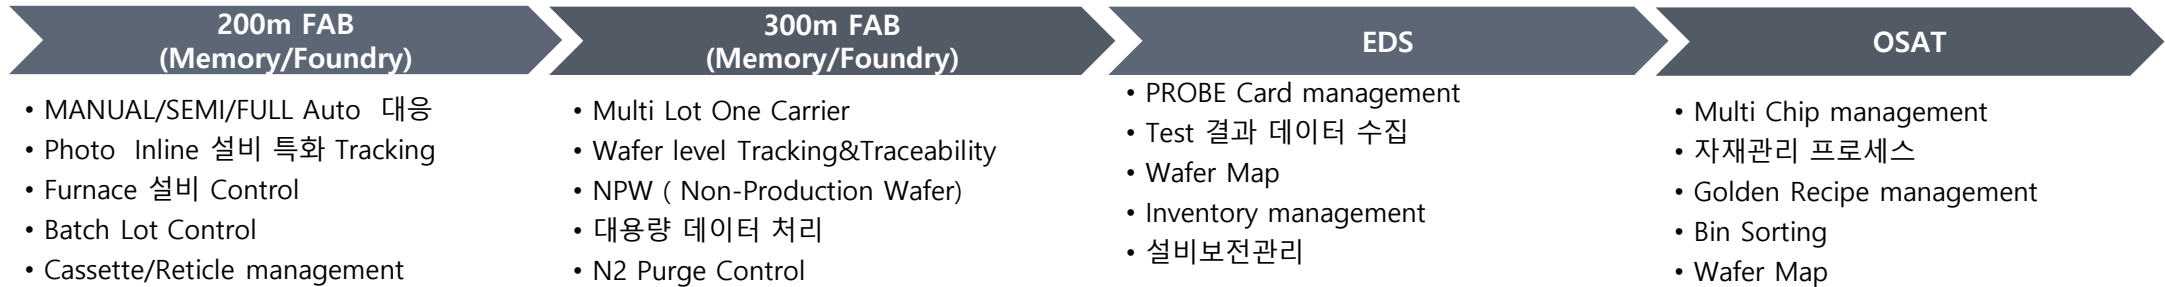 200m FAB
(Memory/Foundry)
• MANUAL/SEMI/FULL Auto 대응
• Photo Inline 설비 특화 Tracking
• Furnace 설비 Control
• Batch Lot Control
• Cassette/Reticle management
300m FAB
(Memory/Foundry)
• Multi Lot One Carrier
• Wafer level Tracking&Traceability
• NPW ( Non-Production Wafer)
• 대용량 데이터 처리
• N2 Purge Control
EDS
• PROBE Card management
• Test 결과 데이터 수집
• Wafer Map
• Inventory management
• 설비보전관리
OSAT
• Multi Chip management
• 자재관리 프로세스
• Golden Recipe management
• Bin Sorting
• Wafer Map